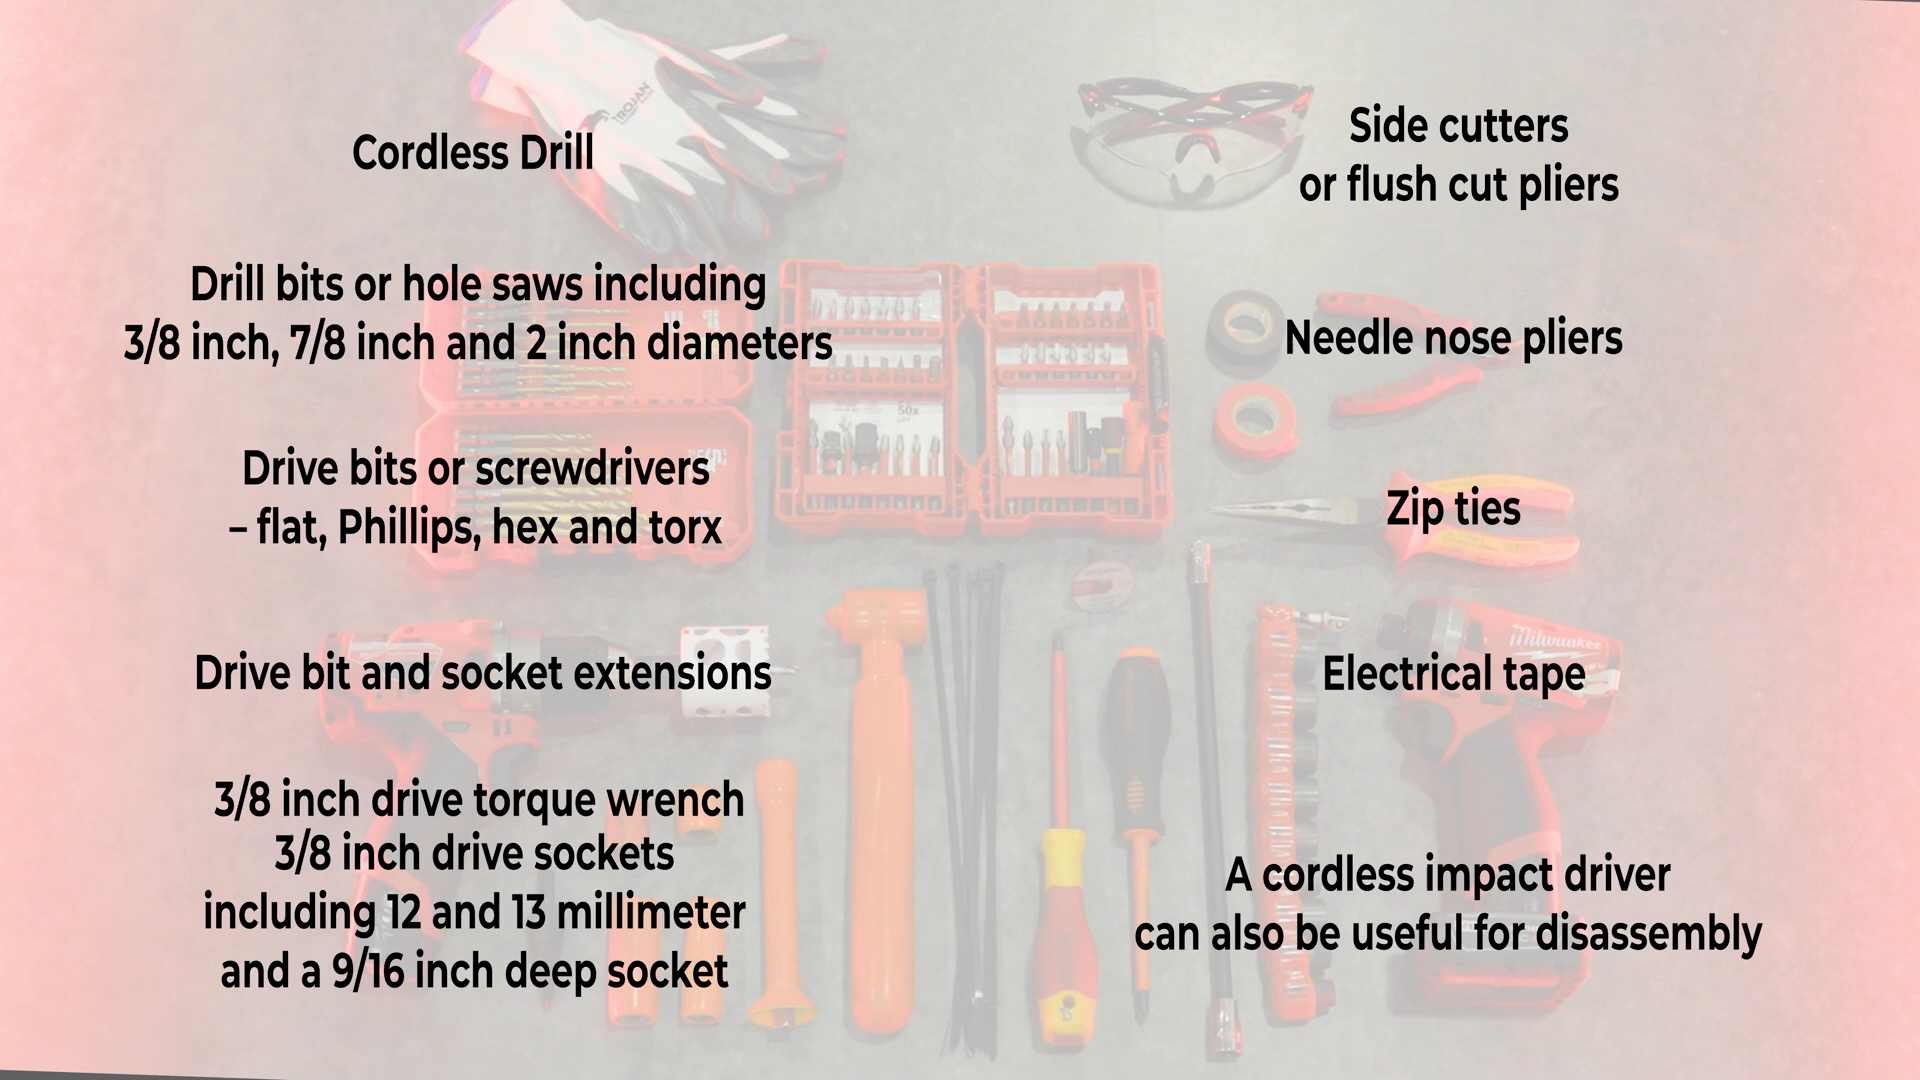 Cordless Drill
Drill bits or hole saws including
3/8 inch, 7/8 inch and 2 inch diameters
Drive bits or screwdrivers
– flat, Phillips, hex and torx
Drive bit and socket extensions
3/8 inch drive torque wrench
3/8 inch drive sockets
including 12 and 13 millimeter
and a 9/16 inch deep socket
Side cutters
or flush cut pliers
Needle nose pliers
Zip ties
Electrical tape
A cordless impact driver
can also be useful for disassembly
TROJAN
50x
Milwaukee